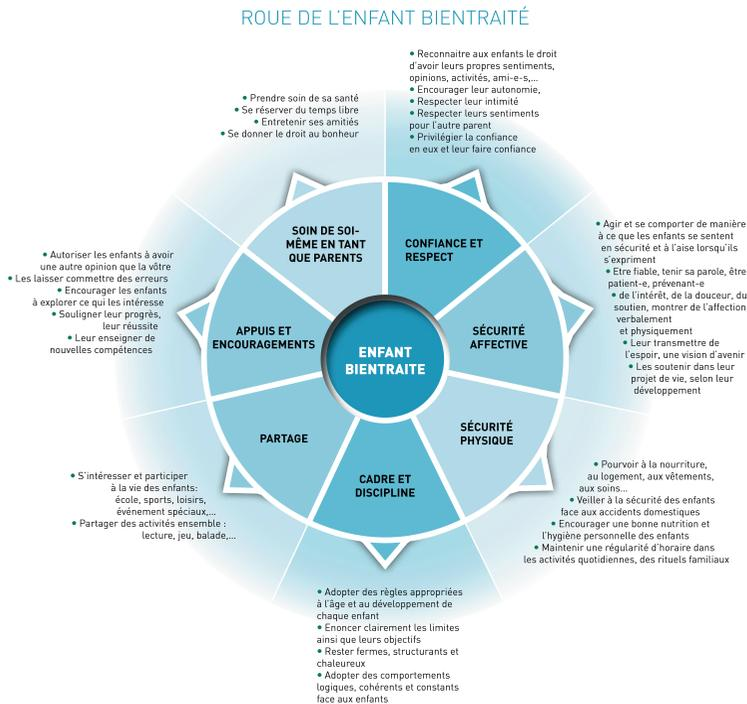 ROUE DE L'ENFANT BIENTRAITÉ
• Reconnaitre aux enfants le droit
d'avoir leurs propres sentiments,
opinions, activités, ami-e-s,...
• Encourager leur autonomie,
• Respecter leur intimité
• Respecter leurs sentiments
pour l'autre parent
• Privilégier la confiance
en eux et leur faire confiance
• Prendre soin de sa santé
• Se réserver du temps libre
• Entretenir ses amitiés
• Se donner le droit au bonheur
SOIN DE SOI-
MÊME EN TANT
QUE PARENTS
CONFIANCE ET
RESPECT
• Agir et se comporter de manière
à ce que les enfants se sentent
en sécurité et à l'aise lorsqu'ils
s'expriment
• Etre fiable, tenir sa parole, être
patient-e, prévenant-e
• de l'intérêt, de la douceur, du
soutien, montrer de l'affection
verbalement
et physiquement
• Leur transmettre de
l'espoir, une vision d'avenir
• Les soutenir dans leur
projet de vie, selon leur
développement
• Autoriser les enfants à avoir
une autre opinion que la vôtre
• Les laisser commettre des erreurs
• Encourager les enfants
à explorer ce qui les intéresse
• Souligner leur progrès,
leur réussite
• Leur enseigner de
nouvelles compétences
APPUIS ET
ENCOURAGEMENTS
ENFANT
BIENTRAITE
SÉCURITÉ
AFFECTIVE
PARTAGE
SÉCURITÉ
PHYSIQUE
CADRE ET
DISCIPLINE
• S'intéresser et participer
à la vie des enfants:
école, sports, loisirs,
événement spéciaux,...
• Partager des activités ensemble :
lecture, jeu, balade,...
• Pourvoir à la nourriture,
au logement, aux vêtements,
aux soins...
• Veiller à la sécurité des enfants
face aux accidents domestiques
• Encourager une bonne nutrition et
l'hygiène personnelle des enfants
• Maintenir une régularité d'horaire dans
les activités quotidiennes, des rituels familiaux
• Adopter des règles appropriées
à l'âge et au développement de
chaque enfant
• Enoncer clairement les limites
ainsi que leurs objectifs
• Rester fermes, structurants et
chaleureux
• Adopter des comportements
logiques, cohérents et constants
face aux enfants